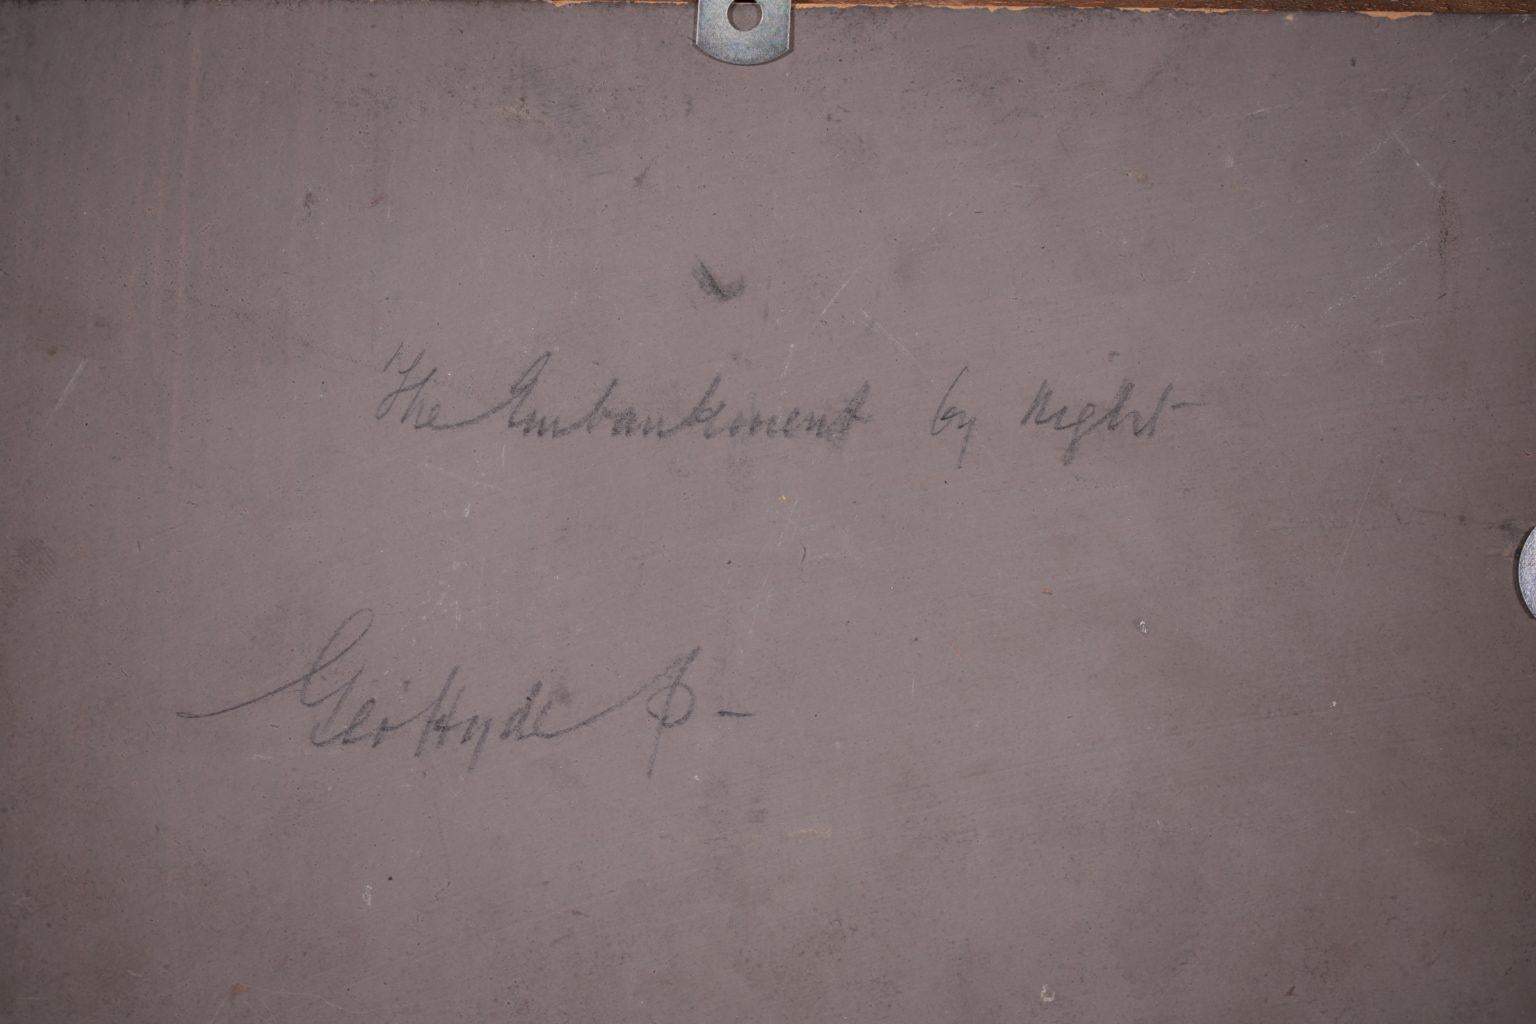 The Embankment by Night
Geo Hyde P-